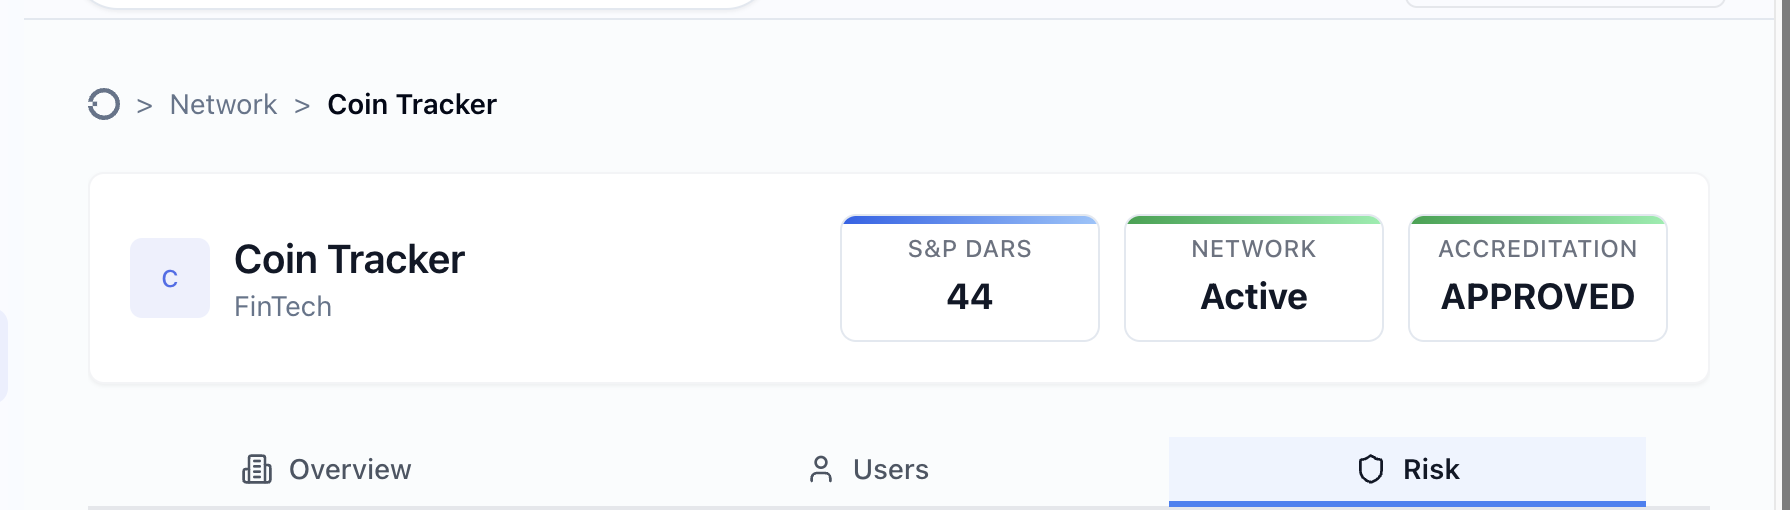 > Network > Coin Tracker
C
Coin Tracker
FinTech
S&P DARS
44
NETWORK
Active
ACCREDITATION
APPROVED
Overview
Users
Risk